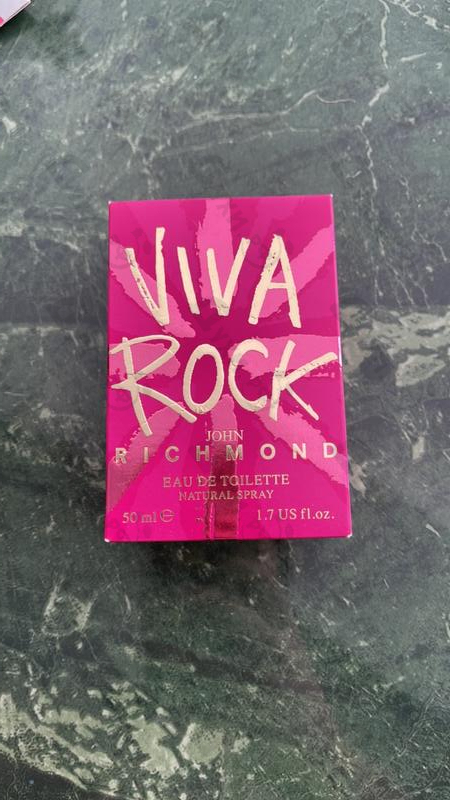 VIVA
ROCK
JOHN
RICHMOND
EAU DE TOILETTE
NATURAL SPRAY
50 ml ℮ 1.7 US fl.oz.